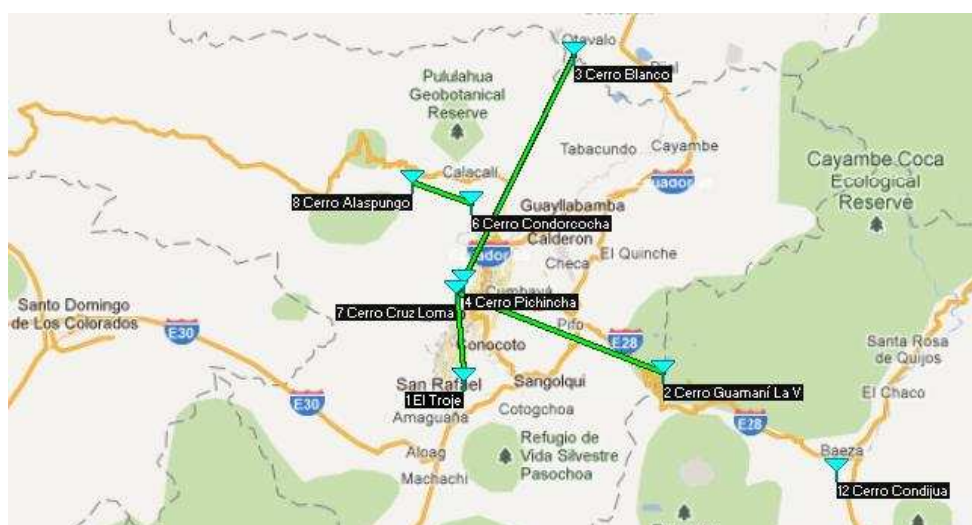 Otavalo
3 Cerro Blanco
Pululahua
Geobotanical
Reserve
Tabacundo
Cayambe
Cayambe Coca
Ecological
Reserve
Calacalí
8 Cerro Alaspungo
Guayllabamba
6 Cerro Condorcocha
Calderon
El Quinche
Checa
Cumbayá
4 Cerro Pichincha
7 Cerro Cruz Loma
Pifo
Santo Domingo
de Los Colorados
E30
E28
Santa Rosa
de Quijos
Conocoto
San Rafael
Sangolqui
1 El Troje
2 Cerro Guamaní La V
El Chaco
Amaguaña
Cotogchoa
E30
E28
Aloag
Refugio de
Vida Silvestre
Pasochoa
Baeza
Machachi
12 Cerro Condijua